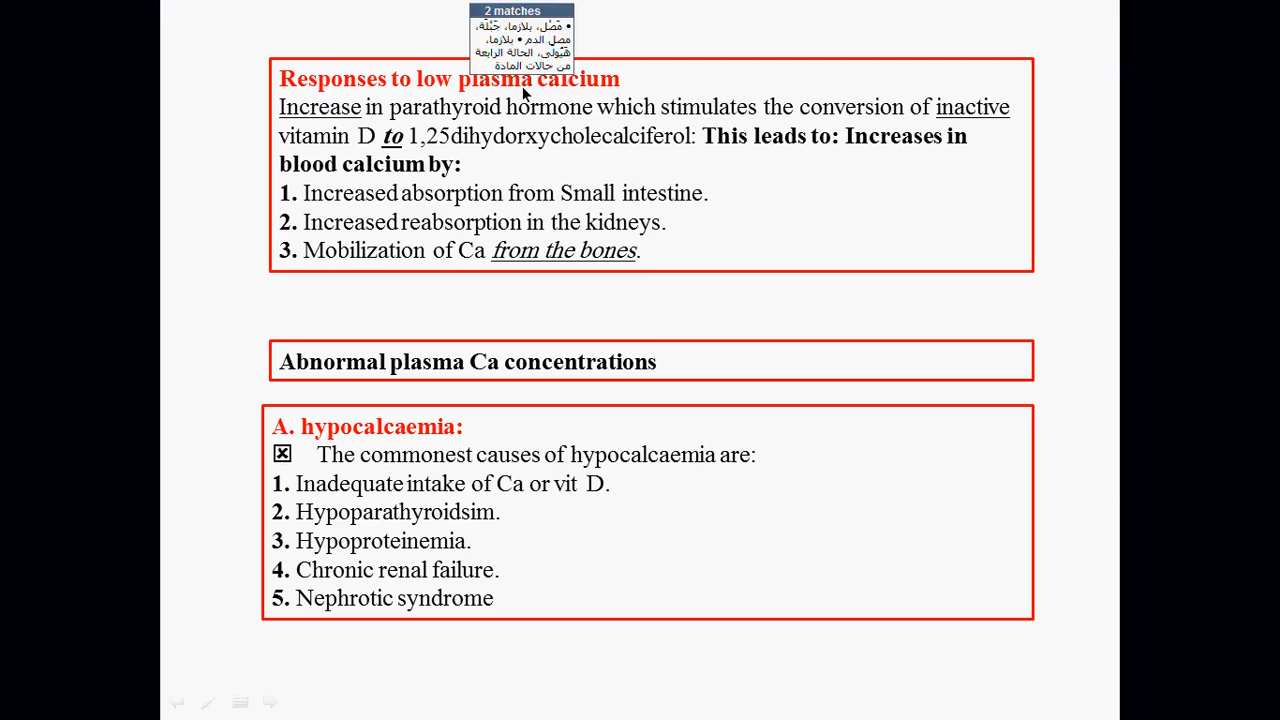 2 matches
• مَصْل، بلازما، جَبْلَة،
مصل الدم • بلازما،
هَيُولَى، الحالة الرابعة
من حالات المادة
Responses to low plasma calcium
Increase in parathyroid hormone which stimulates the conversion of inactive
vitamin D to 1,25dihydorxycholecalciferol: This leads to: Increases in
blood calcium by:
1. Increased absorption from Small intestine.
2. Increased reabsorption in the kidneys.
3. Mobilization of Ca from the bones.
Abnormal plasma Ca concentrations
A. hypocalcaemia:
☒ The commonest causes of hypocalcaemia are:
1. Inadequate intake of Ca or vit D.
2. Hypoparathyroidsim.
3. Hypoproteinemia.
4. Chronic renal failure.
5. Nephrotic syndrome